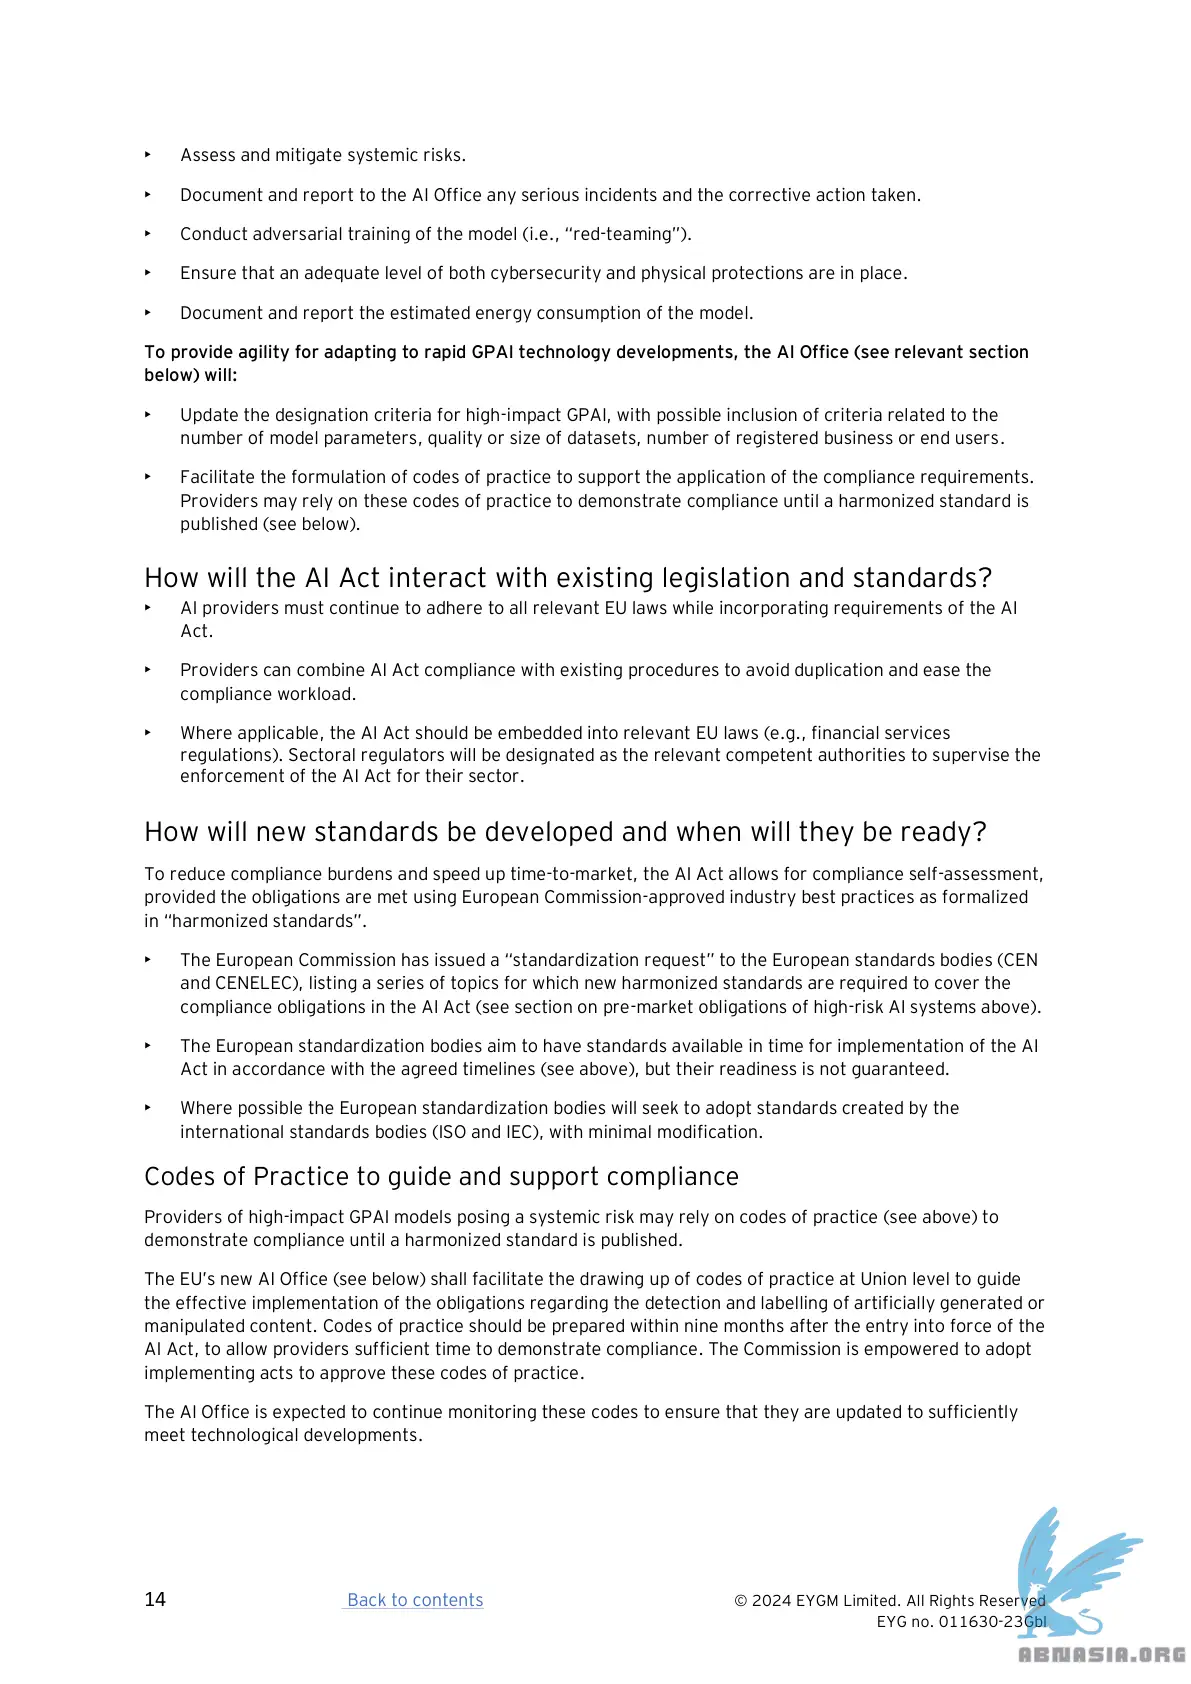 ‣ Assess and mitigate systemic risks.
‣ Document and report to the AI Office any serious incidents and the corrective action taken.
‣ Conduct adversarial training of the model (i.e., “red-teaming”).
‣ Ensure that an adequate level of both cybersecurity and physical protections are in place.
‣ Document and report the estimated energy consumption of the model.
To provide agility for adapting to rapid GPAI technology developments, the AI Office (see relevant section
below) will:
‣ Update the designation criteria for high-impact GPAI, with possible inclusion of criteria related to the
number of model parameters, quality or size of datasets, number of registered business or end users.
‣ Facilitate the formulation of codes of practice to support the application of the compliance requirements.
Providers may rely on these codes of practice to demonstrate compliance until a harmonized standard is
published (see below).
How will the AI Act interact with existing legislation and standards?
‣ AI providers must continue to adhere to all relevant EU laws while incorporating requirements of the AI
Act.
‣ Providers can combine AI Act compliance with existing procedures to avoid duplication and ease the
compliance workload.
‣ Where applicable, the AI Act should be embedded into relevant EU laws (e.g., financial services
regulations). Sectoral regulators will be designated as the relevant competent authorities to supervise the
enforcement of the AI Act for their sector.
How will new standards be developed and when will they be ready?
To reduce compliance burdens and speed up time-to-market, the AI Act allows for compliance self-assessment,
provided the obligations are met using European Commission-approved industry best practices as formalized
in “harmonized standards”.
‣ The European Commission has issued a “standardization request” to the European standards bodies (CEN
and CENELEC), listing a series of topics for which new harmonized standards are required to cover the
compliance obligations in the AI Act (see section on pre-market obligations of high-risk AI systems above).
‣ The European standardization bodies aim to have standards available in time for implementation of the AI
Act in accordance with the agreed timelines (see above), but their readiness is not guaranteed.
‣ Where possible the European standardization bodies will seek to adopt standards created by the
international standards bodies (ISO and IEC), with minimal modification.
Codes of Practice to guide and support compliance
Providers of high-impact GPAI models posing a systemic risk may rely on codes of practice (see above) to
demonstrate compliance until a harmonized standard is published.
The EU’s new AI Office (see below) shall facilitate the drawing up of codes of practice at Union level to guide
the effective implementation of the obligations regarding the detection and labelling of artificially generated or
manipulated content. Codes of practice should be prepared within nine months after the entry into force of the
AI Act, to allow providers sufficient time to demonstrate compliance. The Commission is empowered to adopt
implementing acts to approve these codes of practice.
The AI Office is expected to continue monitoring these codes to ensure that they are updated to sufficiently
meet technological developments.
14 Back to contents © 2024 EYGM Limited. All Rights Reserved
EYG no. 011630-23Gbl
ABNASIA.ORG